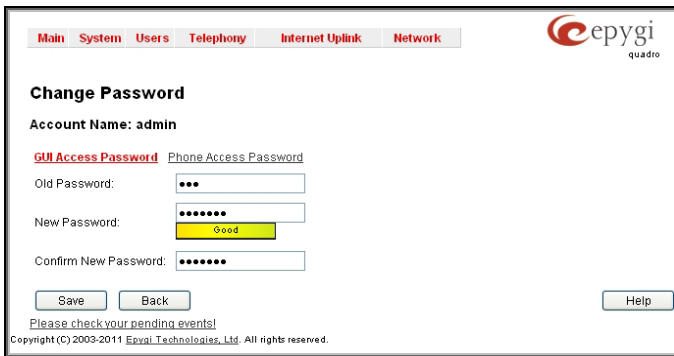 Main System Users Telephony Internet Uplink Network
epygi
quadro
Change Password
Account Name: admin
GUI Access Password Phone Access Password
Old Password: •••
New Password: •••••••
Good
Confirm New Password: •••••••
Save Back Help
Please check your pending events!
Copyright (C) 2003-2011 Epygi Technologies, Ltd. All rights reserved.